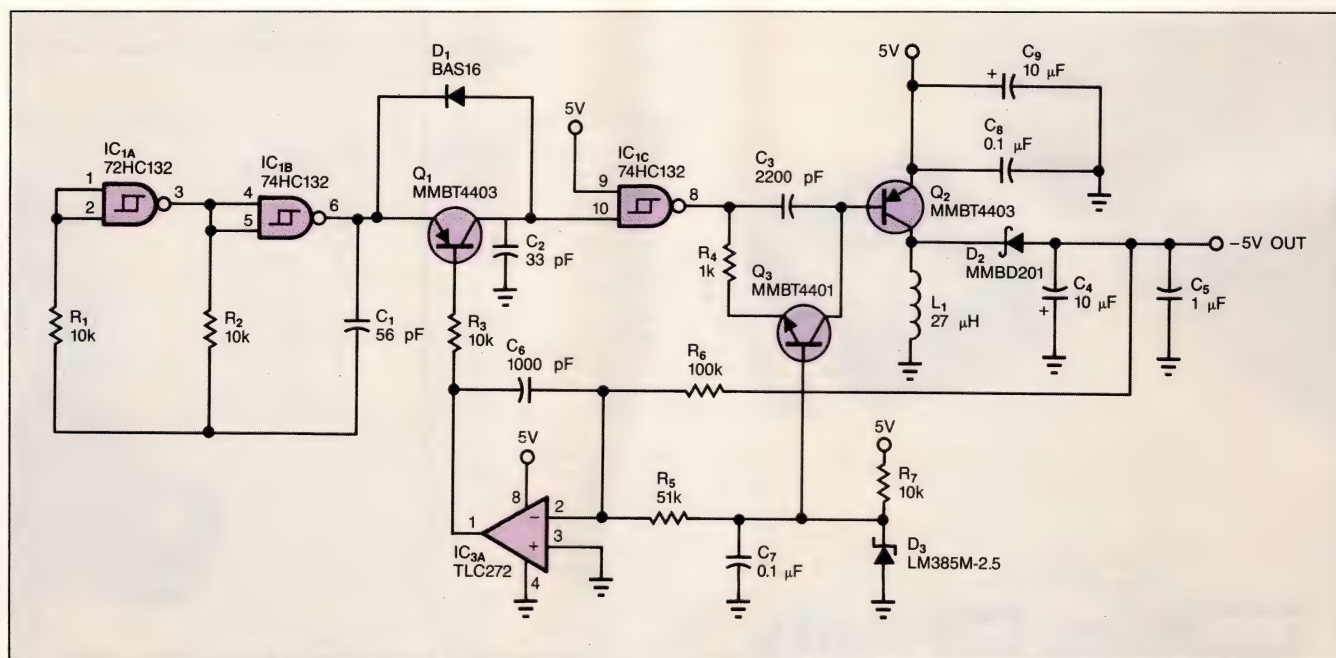 D1
BAS16
5V
C9
10 µF
+
C8
0.1 µF
IC1A
72HC132
1
2
3
IC1B
74HC132
4
5
6
Q1
MMBT4403
5V
IC1C
74HC132
9
10
8
C3
2200 pF
Q2
MMBT4403
C2
33 pF
R4
1k
Q3
MMBT4401
D2
MMBD201
−5V OUT
C4
10 µF
+
C5
1 µF
L1
27 µH
R1
10k
R2
10k
C1
56 pF
R3
10k
C6
1000 pF
R6
100k
5V
8
1
2
−
3
+
4
IC3A
TLC272
R5
51k
C7
0.1 µF
5V
R7
10k
D3
LM385M-2.5